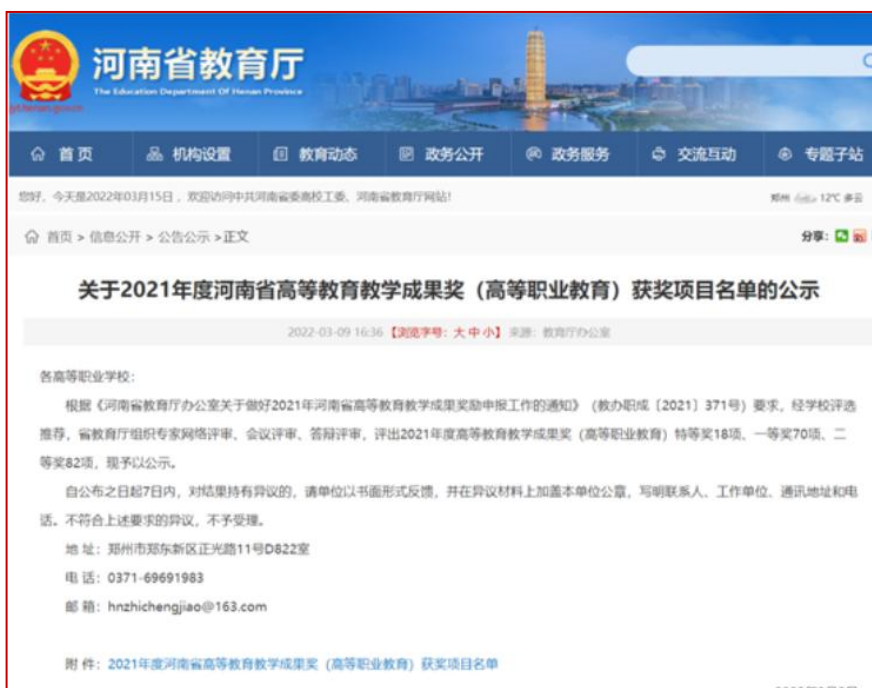 河南省教育厅
The Education Department Of Henan Province
首页 机构设置 教育动态 政务公开 政务服务 交流互动 专题子站
您好，今天是2022年03月15日，欢迎访问中共河南省委高校工委、河南省教育厅网站!
郑州 12℃ 多云
首页 > 信息公开 > 公告公示 >正文
分享：
关于2021年度河南省高等教育教学成果奖（高等职业教育）获奖项目名单的公示
2022-03-09 16:36 【浏览字号：大 中 小】 来源：教育厅办公室
各高等职业学校：
根据《河南省教育厅办公室关于做好2021年河南省高等教育教学成果奖励申报工作的通知》（教办职成〔2021〕371号）要求，经学校评选
推荐，省教育厅组织专家网络评审、会议评审、答辩评审，评出2021年度高等教育教学成果奖（高等职业教育）特等奖18项、一等奖70项、二
等奖82项，现予以公示。
自公布之日起7日内，对结果持有异议的，请单位以书面形式反馈，并在异议材料上加盖本单位公章，写明联系人、工作单位、通讯地址和电
话。不符合上述要求的异议，不予受理。
地 址：郑州市郑东新区正光路11号D822室
电 话：0371-69691983
邮 箱：hnzhichengjiao@163.com
附 件：2021年度河南省高等教育教学成果奖（高等职业教育）获奖项目名单